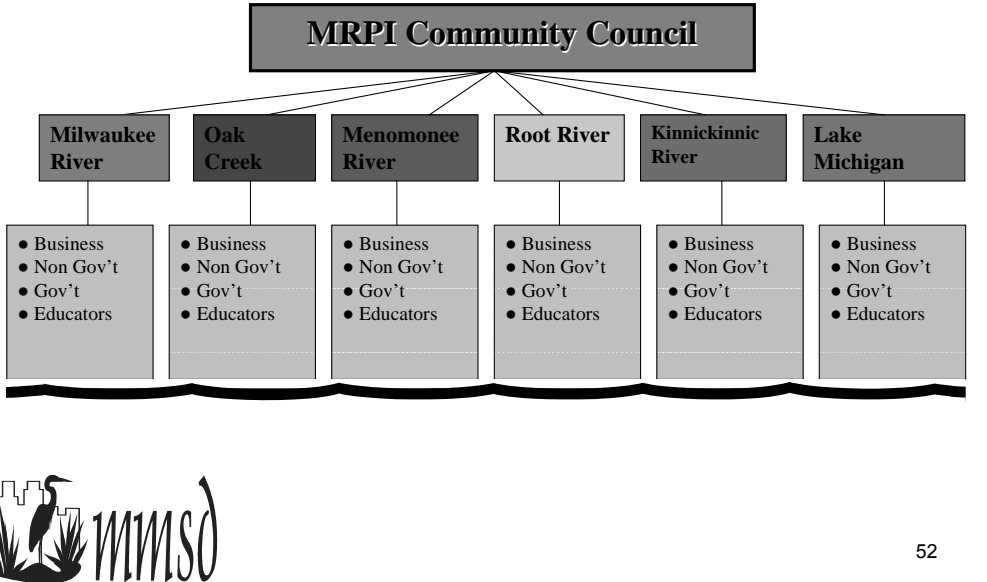 MRPI Community Council
Milwaukee
River
Oak
Creek
Menomonee
River
Root River
Kinnickinnic
River
Lake
Michigan
● Business
● Non Gov't
● Gov't
● Educators
● Business
● Non Gov't
● Gov't
● Educators
● Business
● Non Gov't
● Gov't
● Educators
● Business
● Non Gov't
● Gov't
● Educators
● Business
● Non Gov't
● Gov't
● Educators
● Business
● Non Gov't
● Gov't
● Educators
mmsd
52